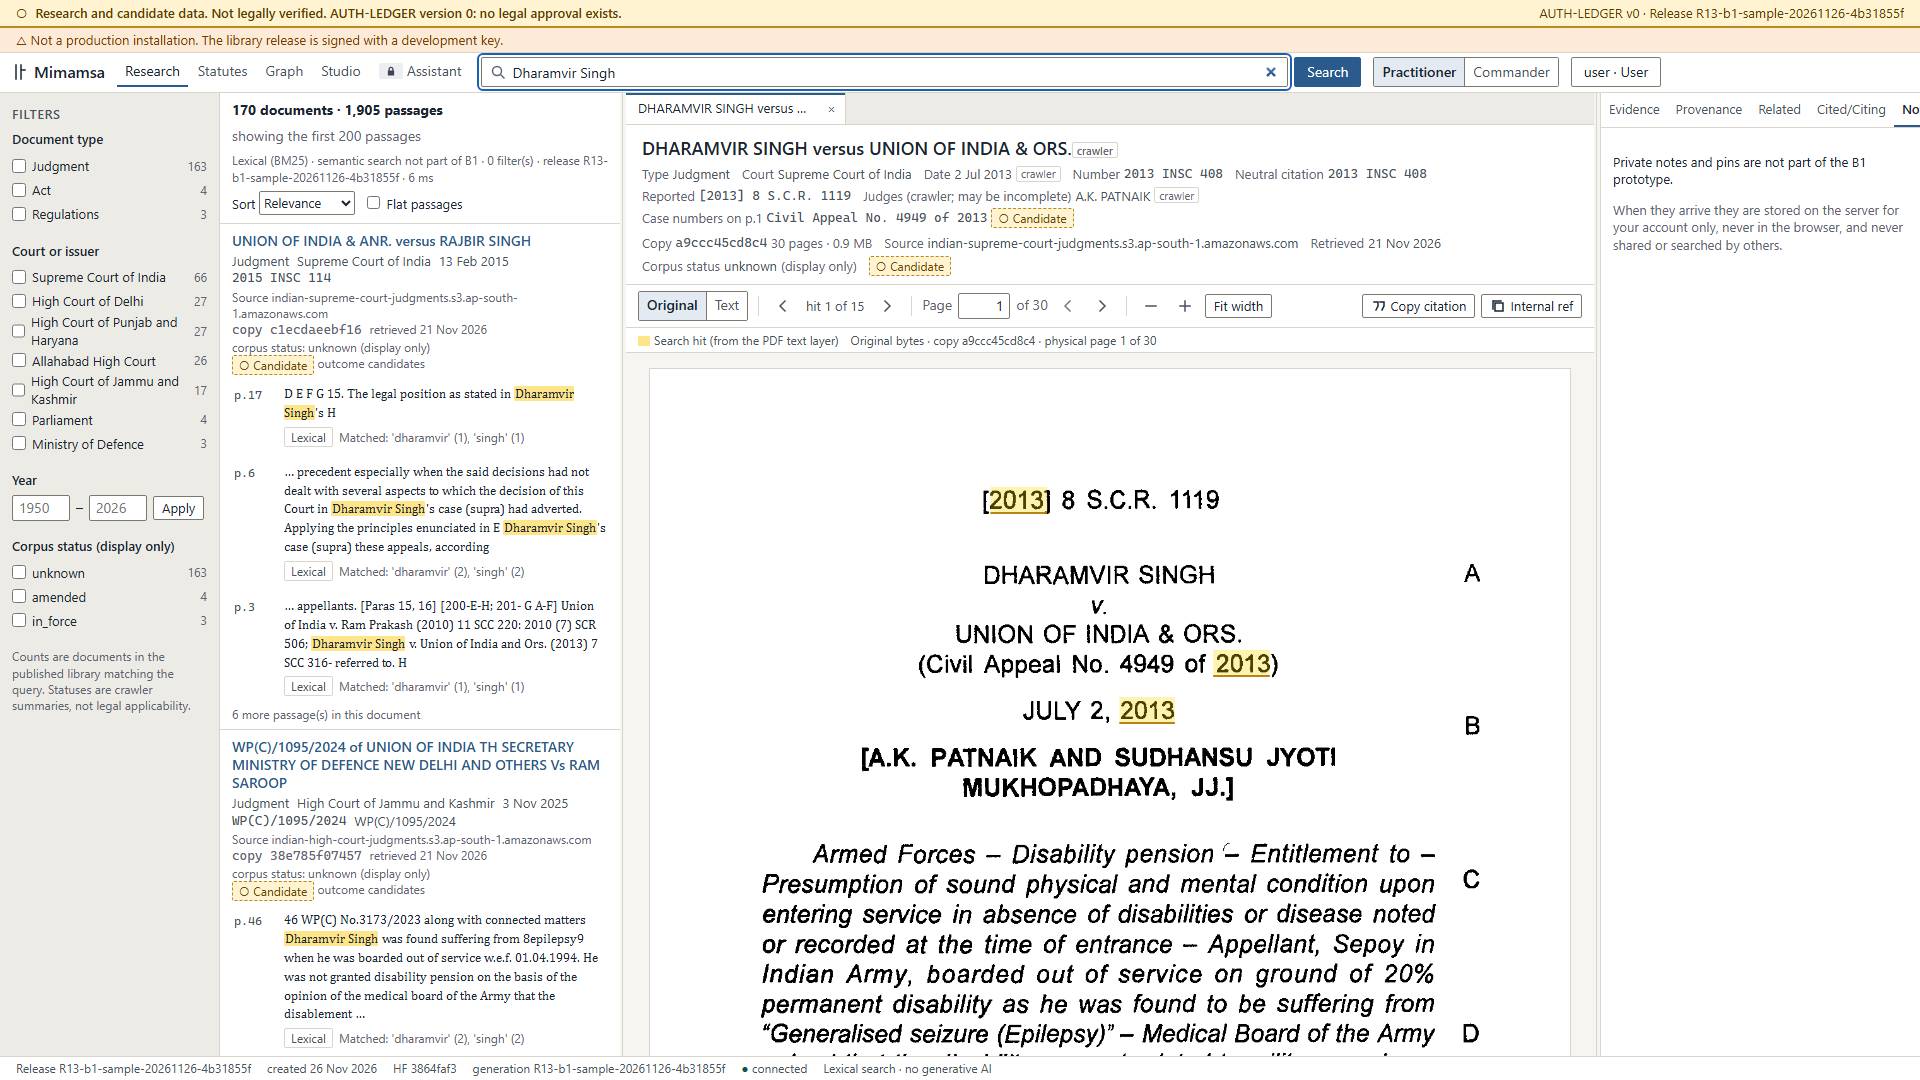 Research and candidate data. Not legally verified. AUTH-LEDGER version 0: no legal approval exists.
AUTH-LEDGER v0 · Release R13-b1-sample-20261126-4b31855f
⚠ Not a production installation. The library release is signed with a development key.
Mimamsa
Research
Statutes
Graph
Studio
Assistant
Dharamvir Singh
Search
Practitioner
Commander
user · User
FILTERS
Document type
Judgment 163
Act 4
Regulations 3
Court or issuer
Supreme Court of India 66
High Court of Delhi 27
High Court of Punjab and
Haryana 27
Allahabad High Court 26
High Court of Jammu and
Kashmir 17
Parliament 4
Ministry of Defence 3
Year
1950 – 2026 Apply
Corpus status (display only)
unknown 163
amended 4
in_force 3
Counts are documents in the
published library matching the
query. Statuses are crawler
summaries, not legal applicability.
170 documents · 1,905 passages
showing the first 200 passages
Lexical (BM25) · semantic search not part of B1 · 0 filter(s) · release R13-
b1-sample-20261126-4b31855f · 6 ms
Sort Relevance Flat passages
UNION OF INDIA & ANR. versus RAJBIR SINGH
Judgment Supreme Court of India 13 Feb 2015
2015 INSC 114
Source indian-supreme-court-judgments.s3.ap-south-
1.amazonaws.com
copy c1ecdaeebf16 retrieved 21 Nov 2026
corpus status: unknown (display only)
Candidate outcome candidates
p.17 D E F G 15. The legal position as stated in Dharamvir
Singh's H
Lexical Matched: 'dharamvir' (1), 'singh' (1)
p.6 ... precedent especially when the said decisions had not
dealt with several aspects to which the decision of this
Court in Dharamvir Singh's case (supra) had adverted.
Applying the principles enunciated in E Dharamvir Singh's
case (supra) these appeals, according
Lexical Matched: 'dharamvir' (2), 'singh' (2)
p.3 ... appellants. [Paras 15, 16] [200-E-H; 201- G A-F] Union
of India v. Ram Prakash (2010) 11 SCC 220: 2010 (7) SCR
506; Dharamvir Singh v. Union of India and Ors. (2013) 7
SCC 316- referred to. H
Lexical Matched: 'dharamvir' (1), 'singh' (1)
6 more passage(s) in this document
WP(C)/1095/2024 of UNION OF INDIA TH SECRETARY
MINISTRY OF DEFENCE NEW DELHI AND OTHERS Vs RAM
SAROOP
Judgment High Court of Jammu and Kashmir 3 Nov 2025
WP(C)/1095/2024 WP(C)/1095/2024
Source indian-high-court-judgments.s3.ap-south-1.amazonaws.com
copy 38e785f07457 retrieved 21 Nov 2026
corpus status: unknown (display only)
Candidate outcome candidates
p.46 46 WP(C) No.3173/2023 along with connected matters
Dharamvir Singh was found suffering from 8epilepsy9
when he was boarded out of service w.e.f. 01.04.1994. He
was not granted disability pension on the basis of the
opinion of the medical board of the Army that the
disablement ...
Lexical Matched: 'dharamvir' (2), 'singh' (2)
DHARAMVIR SINGH versus ... ×
DHARAMVIR SINGH versus UNION OF INDIA & ORS. crawler
Type Judgment Court Supreme Court of India Date 2 Jul 2013 crawler Number 2013 INSC 408 Neutral citation 2013 INSC 408
Reported [2013] 8 S.C.R. 1119 Judges (crawler; may be incomplete) A.K. PATNAIK crawler
Case numbers on p.1 Civil Appeal No. 4949 of 2013 Candidate
Copy a9ccc45cd8c4 30 pages · 0.9 MB Source indian-supreme-court-judgments.s3.ap-south-1.amazonaws.com Retrieved 21 Nov 2026
Corpus status unknown (display only) Candidate
Original Text hit 1 of 15 Page 1 of 30 Fit width Copy citation Internal ref
Search hit (from the PDF text layer) Original bytes · copy a9ccc45cd8c4 · physical page 1 of 30
[2013] 8 S.C.R. 1119
DHARAMVIR SINGH A
v.
UNION OF INDIA & ORS.
(Civil Appeal No. 4949 of 2013)
JULY 2, 2013
B
[A.K. PATNAIK AND SUDHANSU JYOTI
MUKHOPADHAYA, JJ.]
Armed Forces – Disability pension – Entitlement to –
Presumption of sound physical and mental condition upon C
entering service in absence of disabilities or disease noted
or recorded at the time of entrance – Appellant, Sepoy in
Indian Army, boarded out of service on ground of 20%
permanent disability as he was found to be suffering from
“Generalised seizure (Epilepsy)” – Medical Board of the Army D
Evidence
Provenance
Related
Cited/Citing
No
Private notes and pins are not part of the B1
prototype.
When they arrive they are stored on the server for
your account only, never in the browser, and never
shared or searched by others.
Release R13-b1-sample-20261126-4b31855f created 26 Nov 2026 HF 3864faf3 generation R13-b1-sample-20261126-4b31855f connected Lexical search · no generative AI